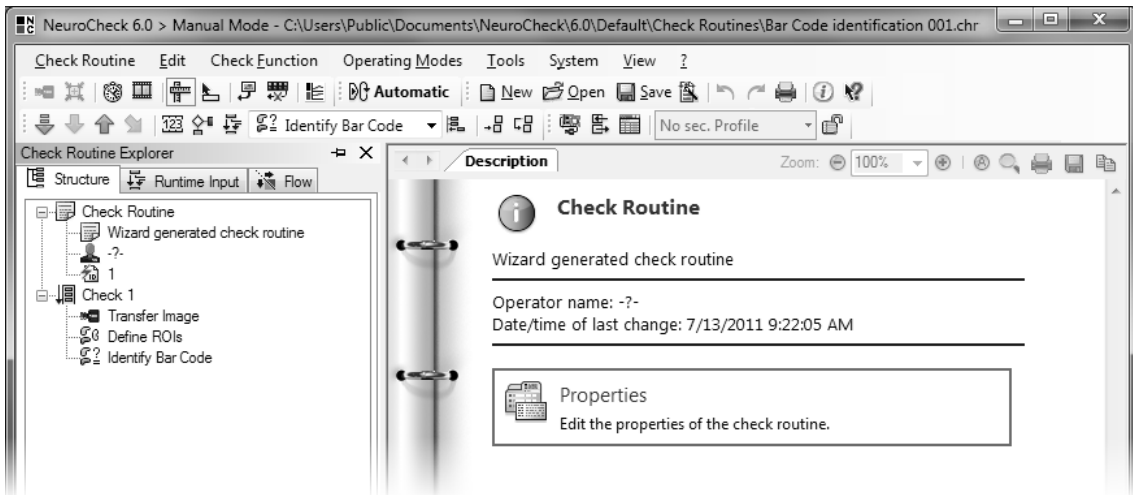 NeuroCheck 6.0 > Manual Mode - C:\Users\Public\Documents\NeuroCheck\6.0\Default\Check Routines\Bar Code identification 001.chr
Check Routine Edit Check Function Operating Modes Tools System View ?
Automatic New Open Save
123 Identify Bar Code No sec. Profile
Check Routine Explorer
Structure Runtime Input Flow
Description Zoom: 100%
Check Routine
Wizard generated check routine
-?-
1
Check 1
Transfer Image
Define ROIs
Identify Bar Code
Check Routine
Wizard generated check routine
Operator name: -?-
Date/time of last change: 7/13/2011 9:22:05 AM
Properties
Edit the properties of the check routine.